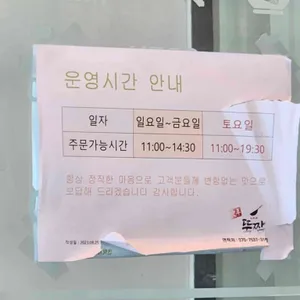 운영시간 안내
일자 일요일~금요일 토요일
주문가능시간 11:00~14:30 11:00~19:30
항상 정직한 마음으로 고객분들께 변함없는 맛으로
보답해 드리겠습니다 감사합니다.